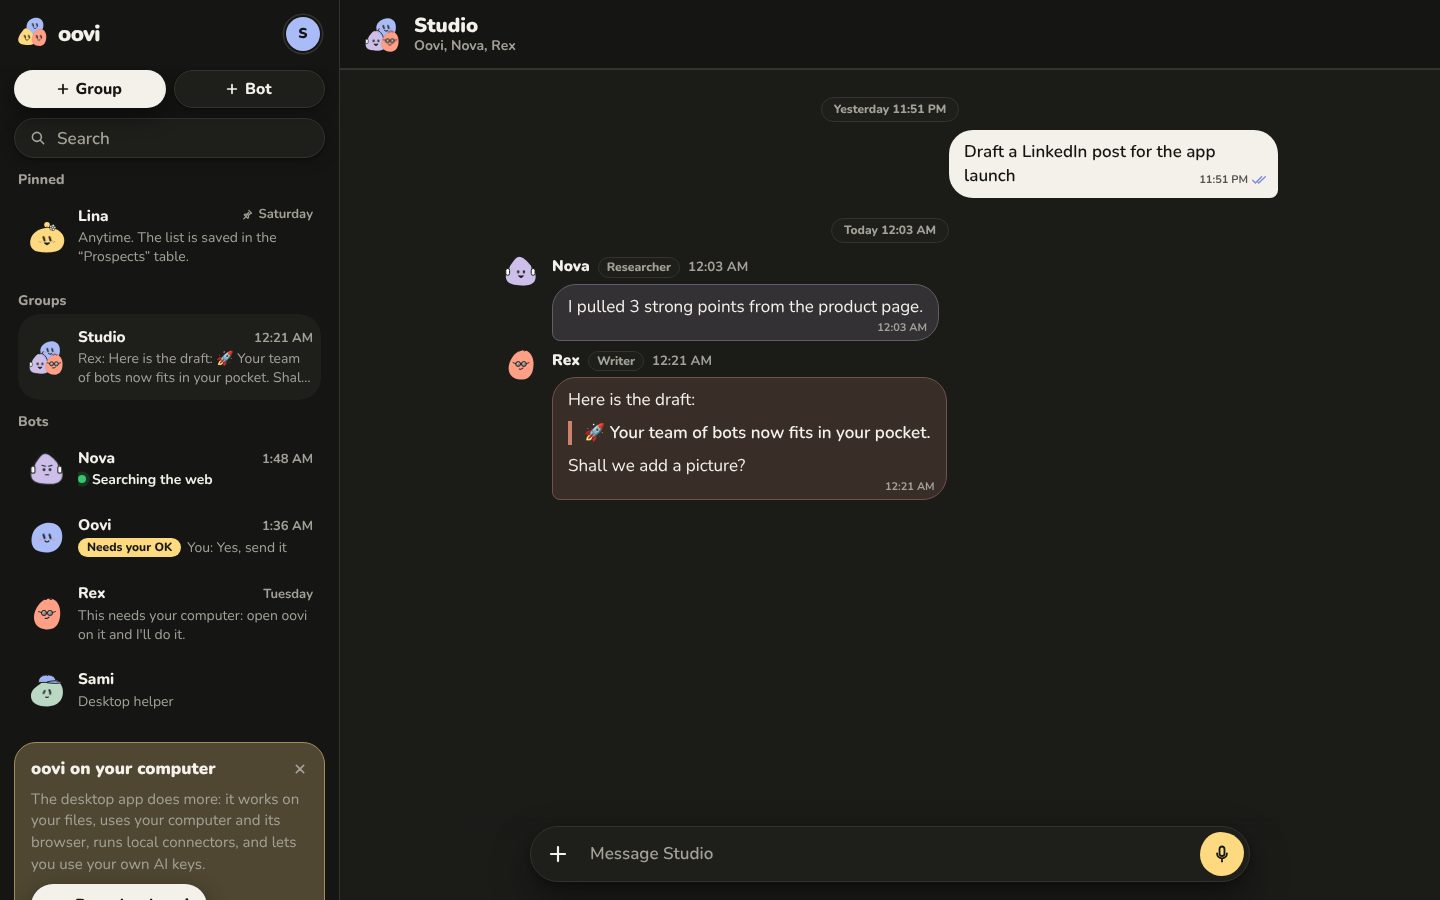 oovi
S
+ Group
+ Bot
Search
Pinned
Lina
Saturday
Anytime. The list is saved in the
“Prospects” table.
Groups
Studio
12:21 AM
Rex: Here is the draft: 🚀 Your team
of bots now fits in your pocket. Shal...
Bots
Nova
1:48 AM
Searching the web
Oovi
1:36 AM
Needs your OK
You: Yes, send it
Rex
Tuesday
This needs your computer: open oovi
on it and I'll do it.
Sami
Desktop helper
oovi on your computer
The desktop app does more: it works on
your files, uses your computer and its
browser, runs local connectors, and lets
you use your own AI keys.
Studio
Oovi, Nova, Rex
Yesterday 11:51 PM
Draft a LinkedIn post for the app
launch
11:51 PM
Today 12:03 AM
Nova
Researcher
12:03 AM
I pulled 3 strong points from the product page.
12:03 AM
Rex
Writer
12:21 AM
Here is the draft:
🚀 Your team of bots now fits in your pocket.
Shall we add a picture?
12:21 AM
Message Studio